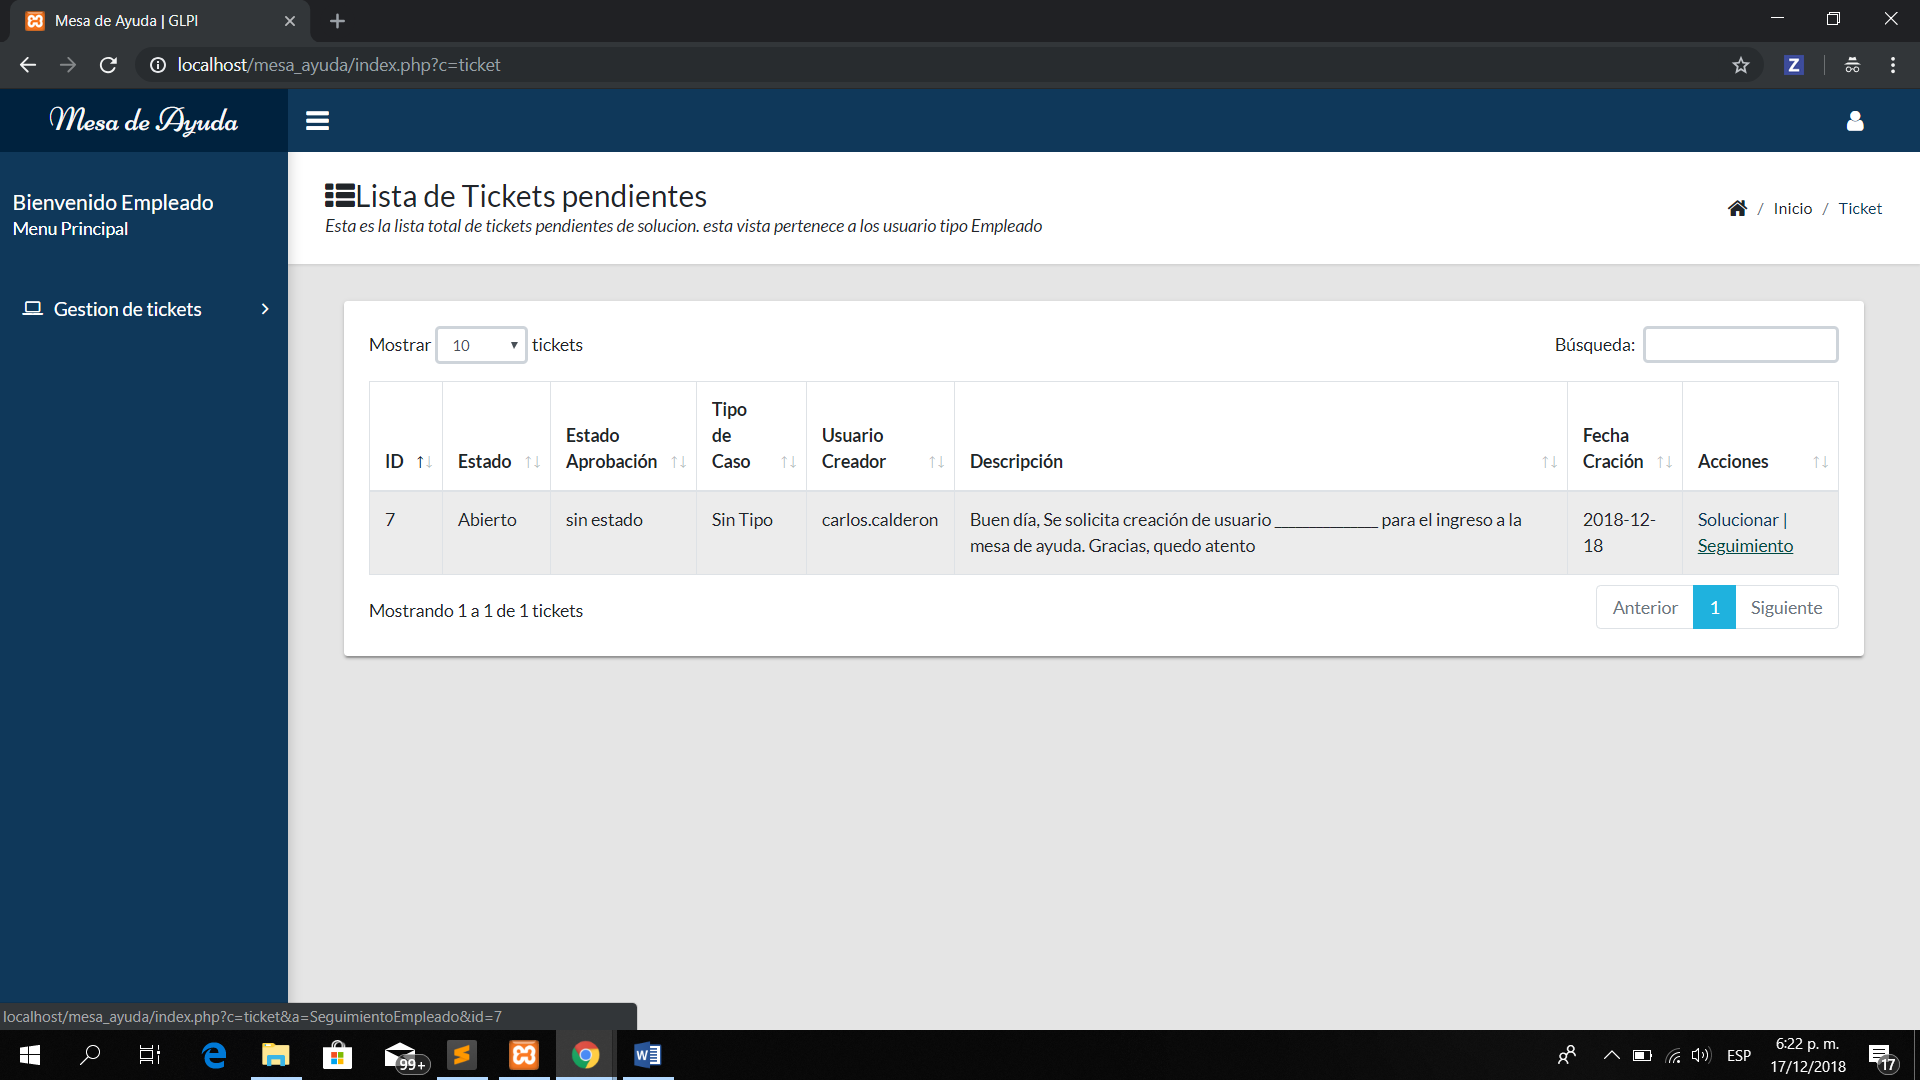 Mesa de Ayuda | GLPI
localhost/mesa_ayuda/index.php?c=ticket
Z
Mesa de Ayuda
Bienvenido Empleado
Menu Principal
Gestion de tickets
Lista de Tickets pendientes
Esta es la lista total de tickets pendientes de solucion. esta vista pertenece a los usuario tipo Empleado
/ Inicio / Ticket
Mostrar 10 tickets
Búsqueda:
ID
Estado
Estado
Aprobación
Tipo
de
Caso
Usuario
Creador
Descripción
Fecha
Cración
Acciones
7
Abierto
sin estado
Sin Tipo
carlos.calderon
Buen día, Se solicita creación de usuario ____________ para el ingreso a la
mesa de ayuda. Gracias, quedo atento
2018-12-
18
Solucionar |
Seguimiento
Mostrando 1 a 1 de 1 tickets
Anterior 1 Siguiente
localhost/mesa_ayuda/index.php?c=ticket&a=SeguimientoEmpleado&id=7
99+
ESP
6:22 p. m.
17/12/2018
17